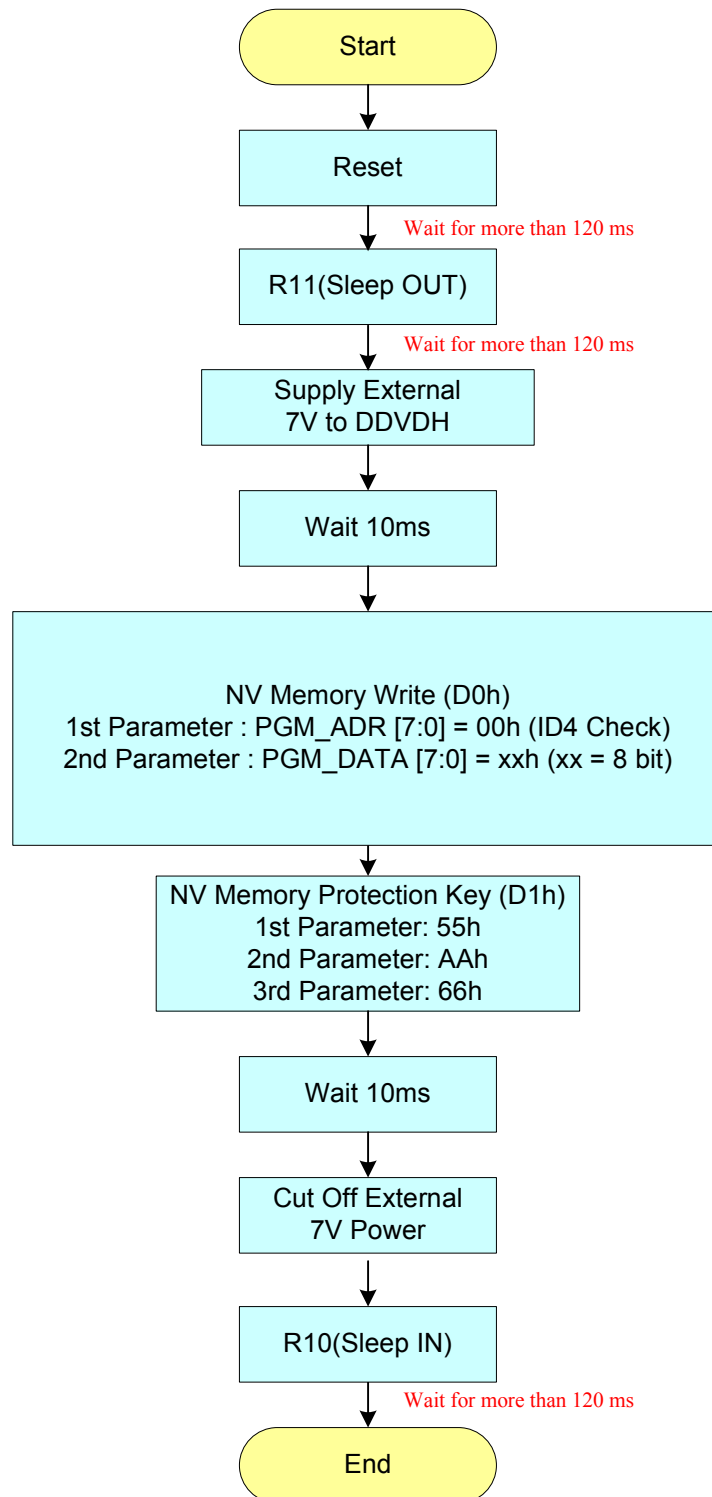 Start
Reset
Wait for more than 120 ms
R11(Sleep OUT)
Wait for more than 120 ms
Supply External
7V to DDVDH
Wait 10ms
NV Memory Write (D0h)
1st Parameter : PGM_ADR [7:0] = 00h (ID4 Check)
2nd Parameter : PGM_DATA [7:0] = xxh (xx = 8 bit)
NV Memory Protection Key (D1h)
1st Parameter: 55h
2nd Parameter: AAh
3rd Parameter: 66h
Wait 10ms
Cut Off External
7V Power
R10(Sleep IN)
Wait for more than 120 ms
End